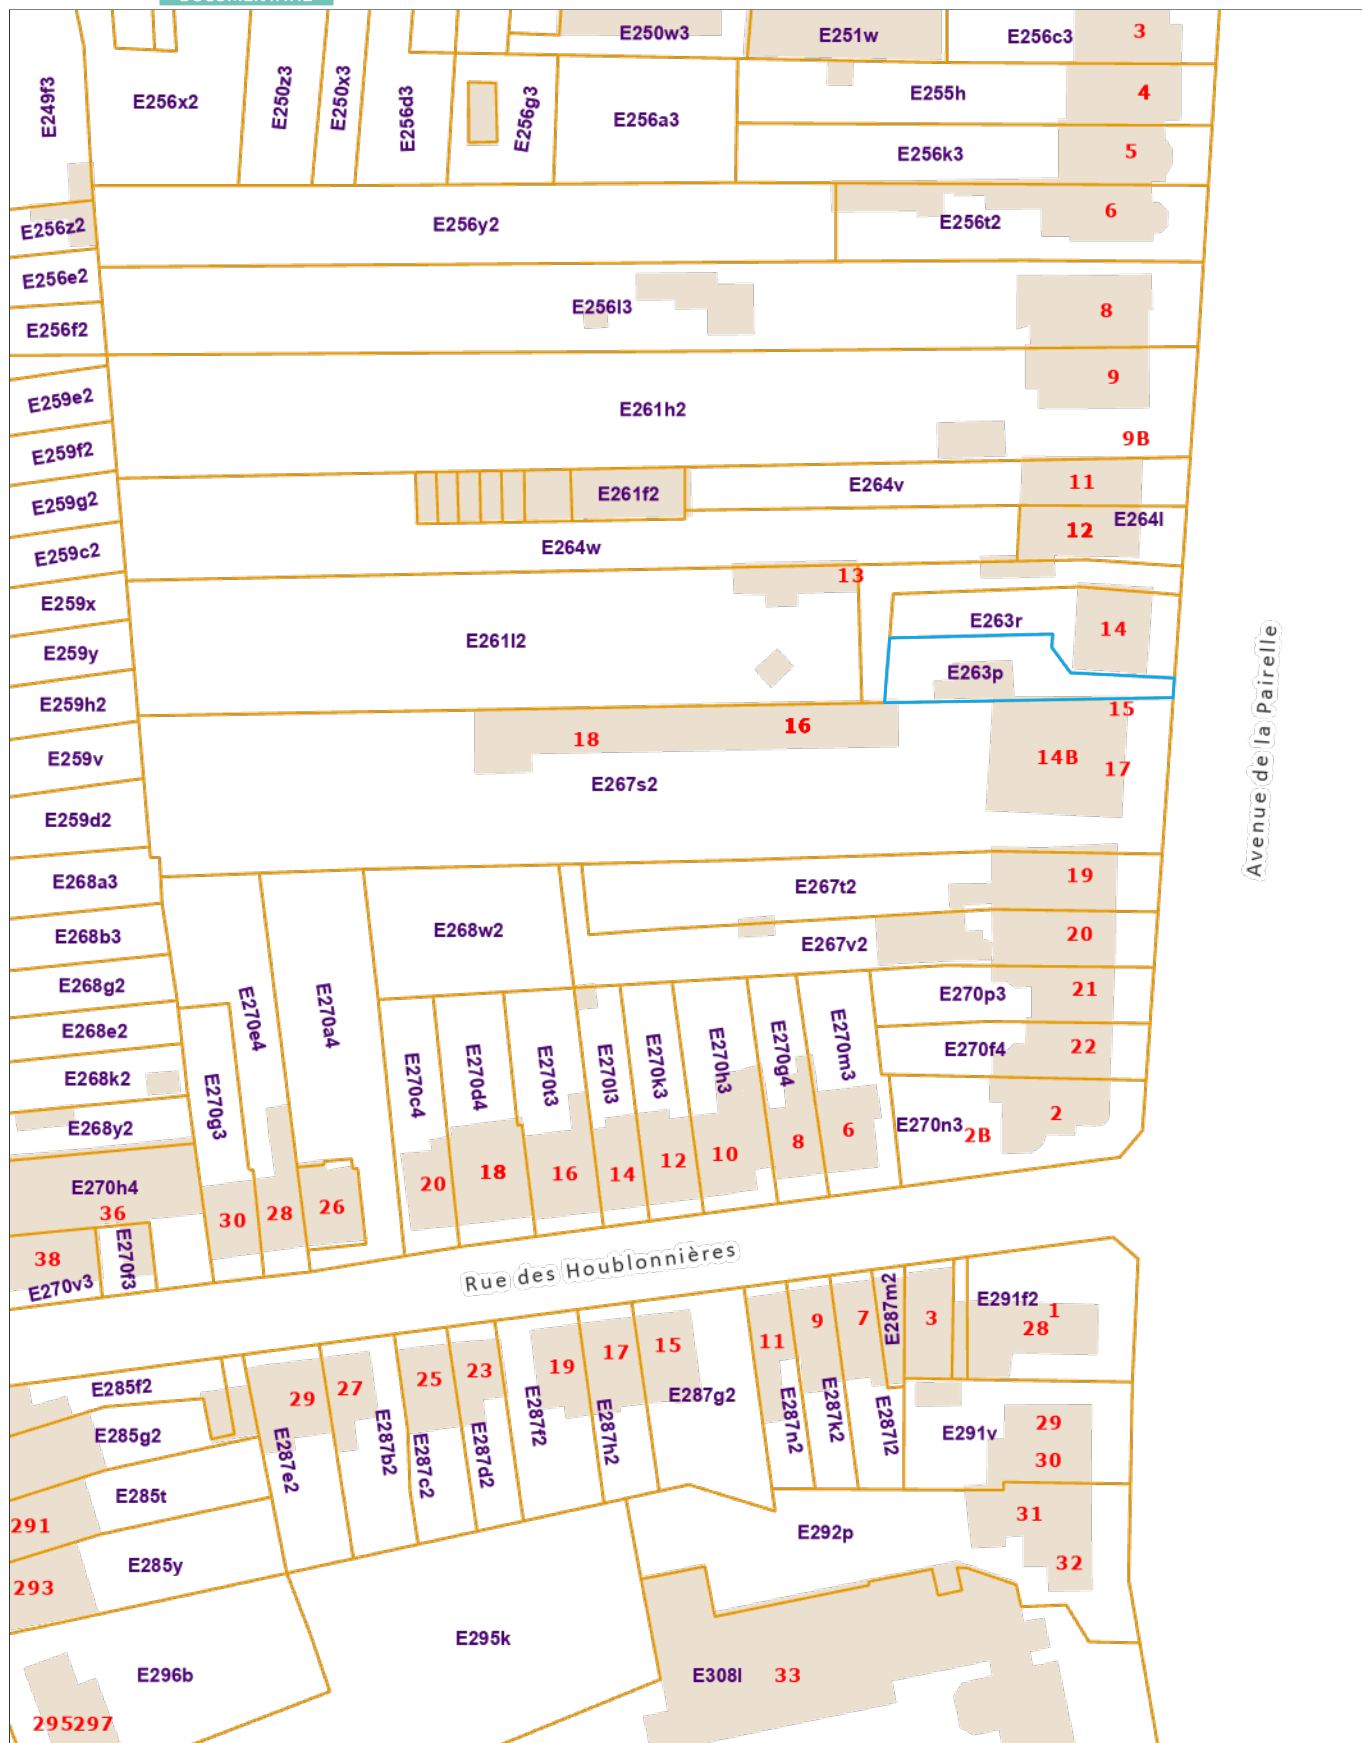 E250w3
E251w
E256c3
3
E249f3
E256x2
E250z3
E250x3
E256d3
E256g3
E256a3
E255h
4
E256k3
5
E256z2
E256y2
E256t2
6
E256e2
E256l3
8
E256f2
9
E259e2
E261h2
9B
E259f2
E264v
11
E261f2
E259g2
E264l
12
E264w
E259c2
13
E259x
E263r
14
E261l2
E259y
E263p
E259h2
15
16
18
E259v
14B
17
E267s2
Avenue de la Pairelle
E259d2
E268a3
E267t2
19
E268w2
E268b3
E267v2
20
E268g2
E270e4
E270a4
E270p3
21
E268e2
E270f4
22
E270c4
E270d4
E270t3
E270l3
E270k3
E270h3
E270g4
E270m3
E268k2
E270g3
E268y2
E270n3
2B
2
20
18
16
14
12
10
8
6
E270h4
36
30
28
26
38
E270v3
E270f3
Rue des Houblonnières
E287m2
E291f2
1
28
11
9
7
3
19
17
15
E285f2
29
27
25
23
E287g2
E285g2
E287e2
E287b2
E287c2
E287d2
E287f2
E287h2
E287n2
E287k2
E287l2
E291v
29
30
E285t
291
31
E292p
E285y
32
293
E295k
E296b
E308l
33
295297